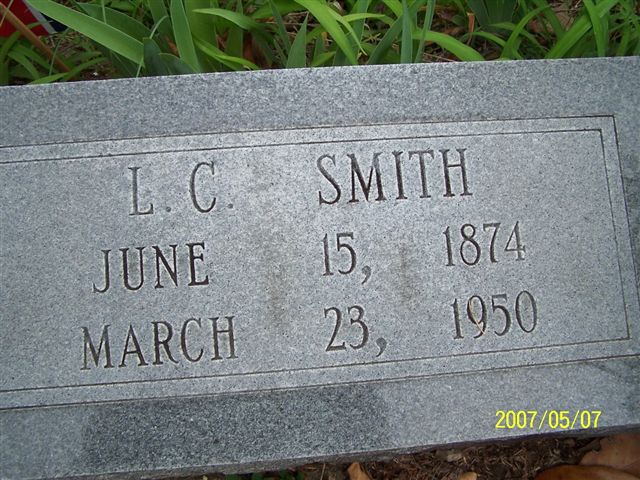 L. C. SMITH
JUNE 15, 1874
MARCH 23, 1950
2007/05/07